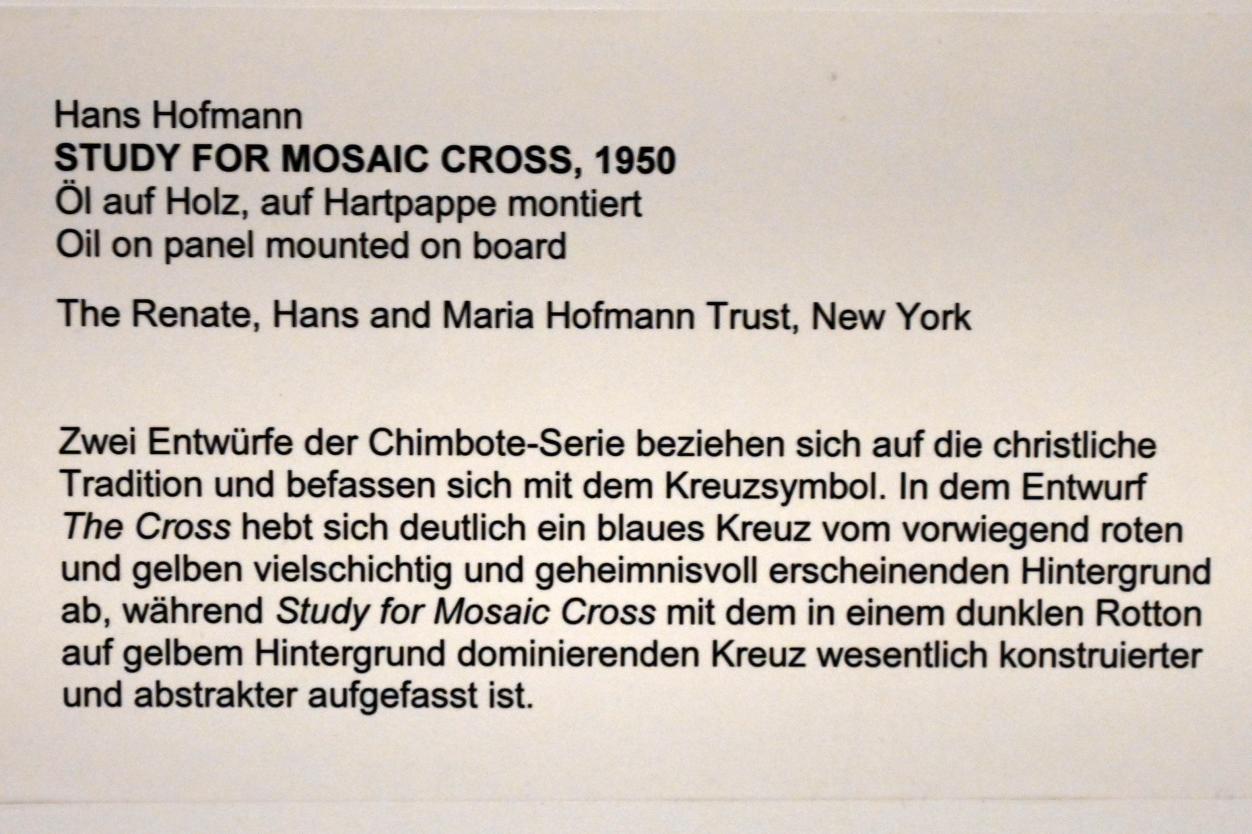 Hans Hofmann
STUDY FOR MOSAIC CROSS, 1950
Öl auf Holz, auf Hartpappe montiert
Oil on panel mounted on board
The Renate, Hans and Maria Hofmann Trust, New York
Zwei Entwürfe der Chimbote-Serie beziehen sich auf die christliche
Tradition und befassen sich mit dem Kreuzsymbol. In dem Entwurf
The Cross hebt sich deutlich ein blaues Kreuz vom vorwiegend roten
und gelben vielschichtig und geheimnisvoll erscheinenden Hintergrund
ab, während Study for Mosaic Cross mit dem in einem dunklen Rotton
auf gelbem Hintergrund dominierenden Kreuz wesentlich konstruierter
und abstrakter aufgefasst ist.